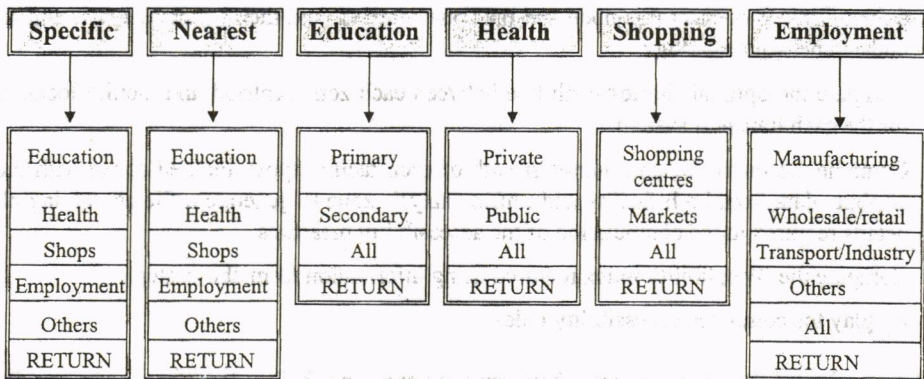 Specific
Nearest
Education
Health
Shopping
Employment
Education
Health
Shops
Employment
Others
RETURN
Education
Health
Shops
Employment
Others
RETURN
Primary
Secondary
All
RETURN
Private
Public
All
RETURN
Shopping
centres
Markets
All
RETURN
Manufacturing
Wholesale/retail
Transport/Industry
Others
All
RETURN